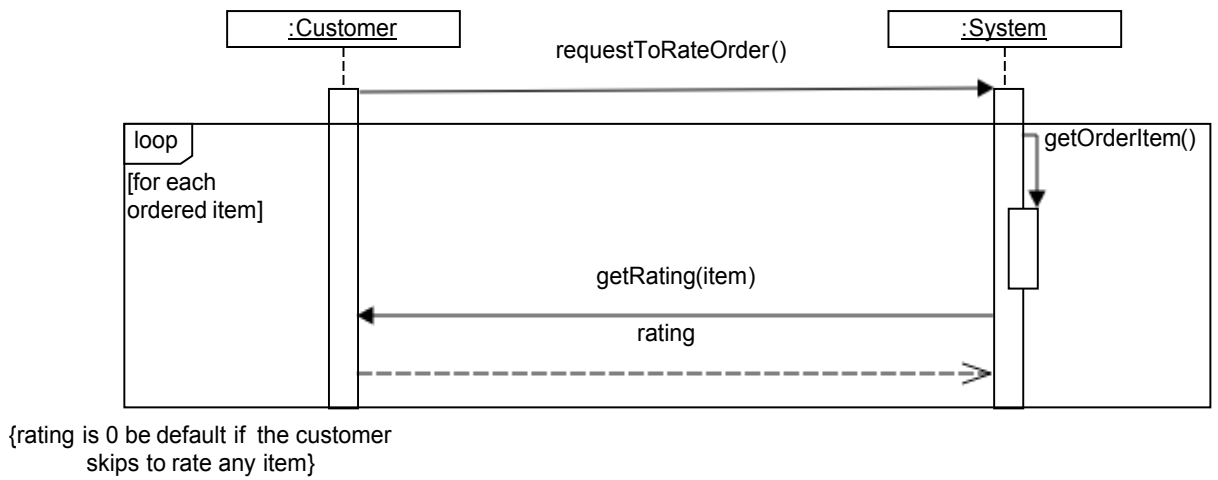 :Customer
:System
requestToRateOrder()
loop
getOrderItem()
[for each
ordered item]
getRating(item)
rating
{rating is 0 be default if the customer
skips to rate any item}